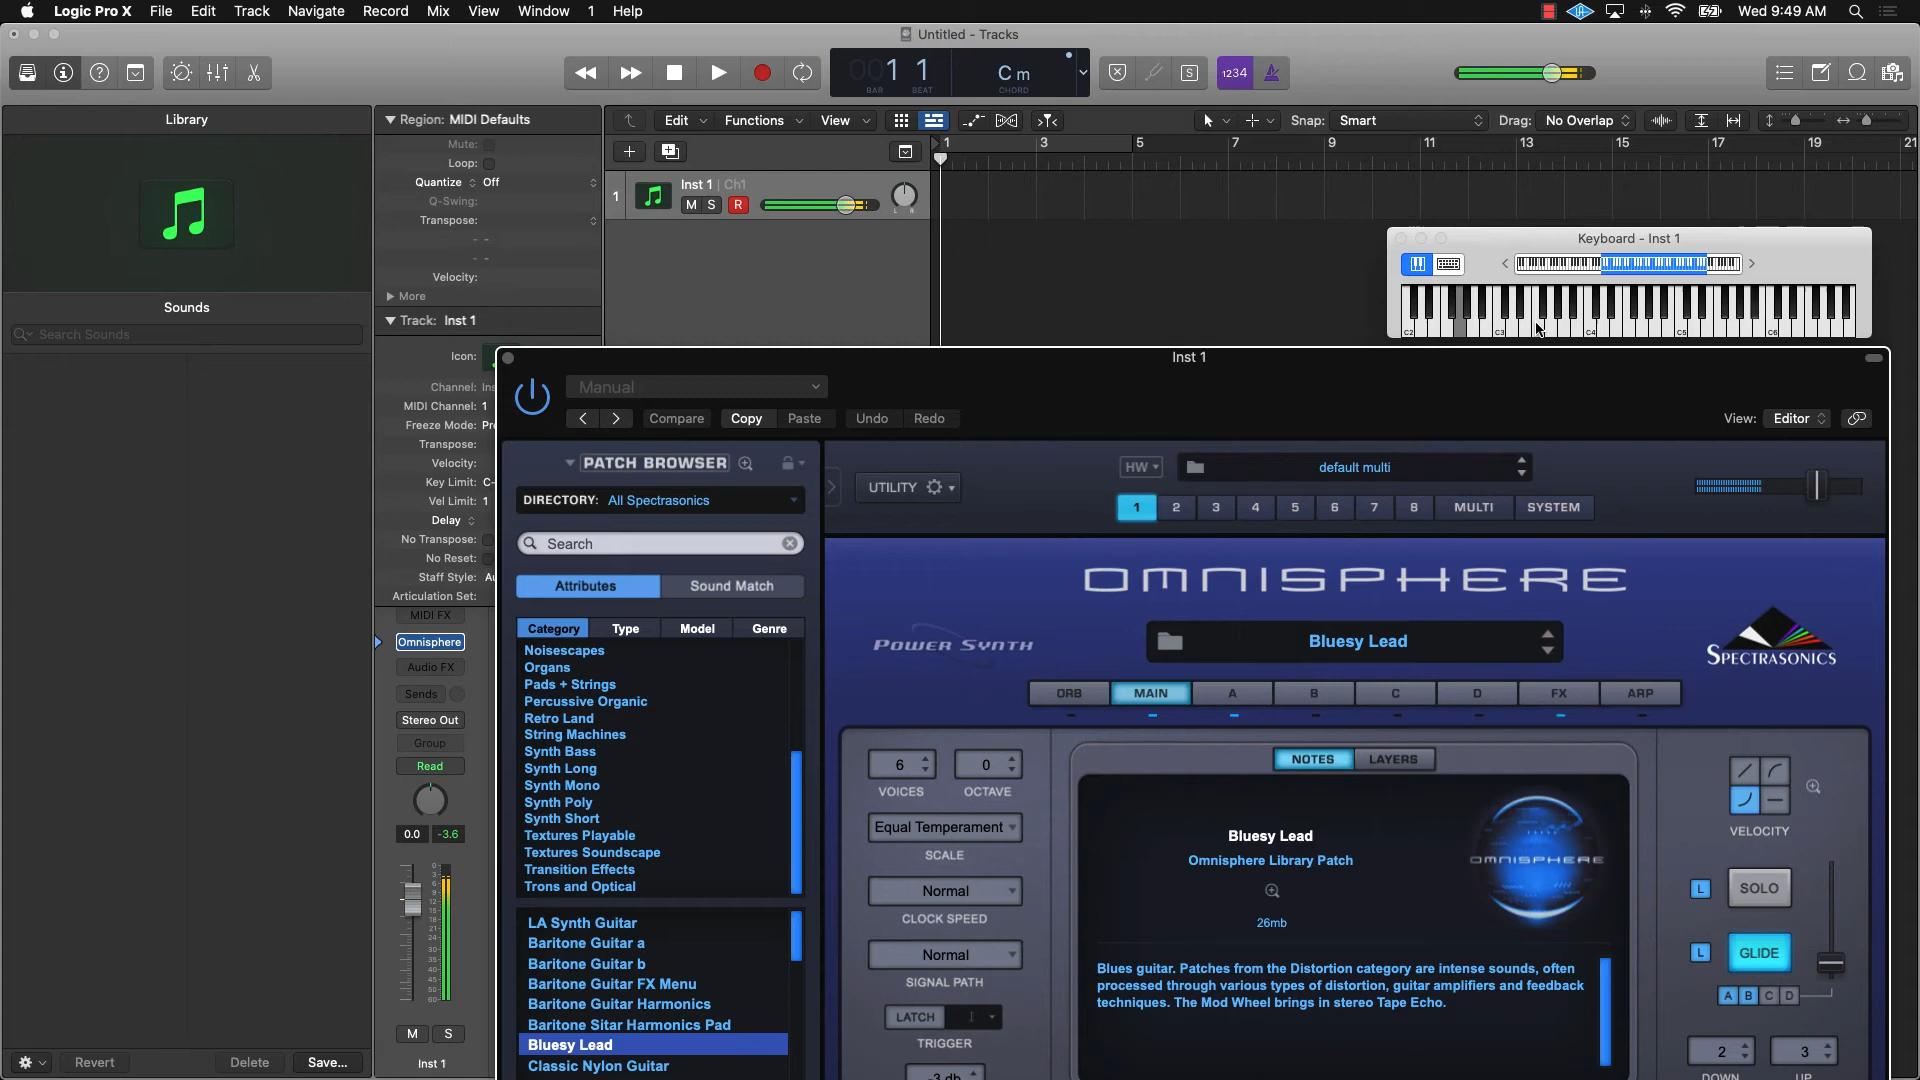 Logic Pro X File Edit Track Navigate Record Mix View Window 1 Help Wed 9:49 AM
Untitled - Tracks
001 1 C m
BAR BEAT CHORD
S 1234
Library
Region: MIDI Defaults
Edit Functions View Snap: Smart Drag: No Overlap
Mute:
Loop:
Quantize Off
Q-Swing:
Transpose:
Velocity:
More
1 3 5 7 9 11 13 15 17 19 21
1 Inst 1 | Ch1
M S R
L R
Keyboard - Inst 1
C2 C3 C4 C5 C6
Sounds
Search Sounds
Track: Inst 1
Icon:
Channel: Ins
MIDI Channel: 1
Freeze Mode: Pr
Transpose:
Velocity:
Key Limit: C-
Vel Limit: 1
Delay
No Transpose:
No Reset:
Staff Style: Au
Articulation Set:
MIDI FX
Omnisphere
Audio FX
Sends
Stereo Out
Group
Read
0.0 -3.6
M S
Inst 1
Revert Delete Save...
Inst 1
Manual
Compare Copy Paste Undo Redo View: Editor
PATCH BROWSER
DIRECTORY: All Spectrasonics
Search
Attributes Sound Match
Category Type Model Genre
Noisescapes
Organs
Pads + Strings
Percussive Organic
Retro Land
String Machines
Synth Bass
Synth Long
Synth Mono
Synth Poly
Synth Short
Textures Playable
Textures Soundscape
Transition Effects
Trons and Optical
LA Synth Guitar
Baritone Guitar a
Baritone Guitar b
Baritone Guitar FX Menu
Baritone Guitar Harmonics
Baritone Sitar Harmonics Pad
Bluesy Lead
Classic Nylon Guitar
UTILITY
HW default multi
1 2 3 4 5 6 7 8 MULTI SYSTEM
OMNISPHERE
POWER SYNTH
Bluesy Lead
SPECTRASONICS
ORB MAIN A B C D FX ARP
6 0
VOICES OCTAVE
Equal Temperament
SCALE
Normal
CLOCK SPEED
Normal
SIGNAL PATH
LATCH
TRIGGER
-3 db
NOTES LAYERS
Bluesy Lead
Omnisphere Library Patch
26mb
OMNISPHERE
Blues guitar. Patches from the Distortion category are intense sounds, often
processed through various types of distortion, guitar amplifiers and feedback
techniques. The Mod Wheel brings in stereo Tape Echo.
VELOCITY
L SOLO
L GLIDE
A B C D
2 3
DOWN UP